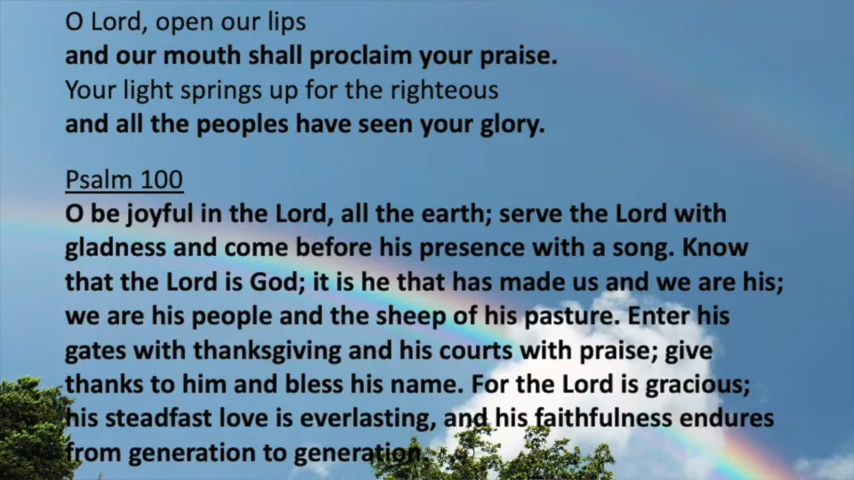 O Lord, open our lips
and our mouth shall proclaim your praise.
Your light springs up for the righteous
and all the peoples have seen your glory.
Psalm 100
O be joyful in the Lord, all the earth; serve the Lord with
gladness and come before his presence with a song. Know
that the Lord is God; it is he that has made us and we are his;
we are his people and the sheep of his pasture. Enter his
gates with thanksgiving and his courts with praise; give
thanks to him and bless his name. For the Lord is gracious;
his steadfast love is everlasting, and his faithfulness endures
from generation to generation.